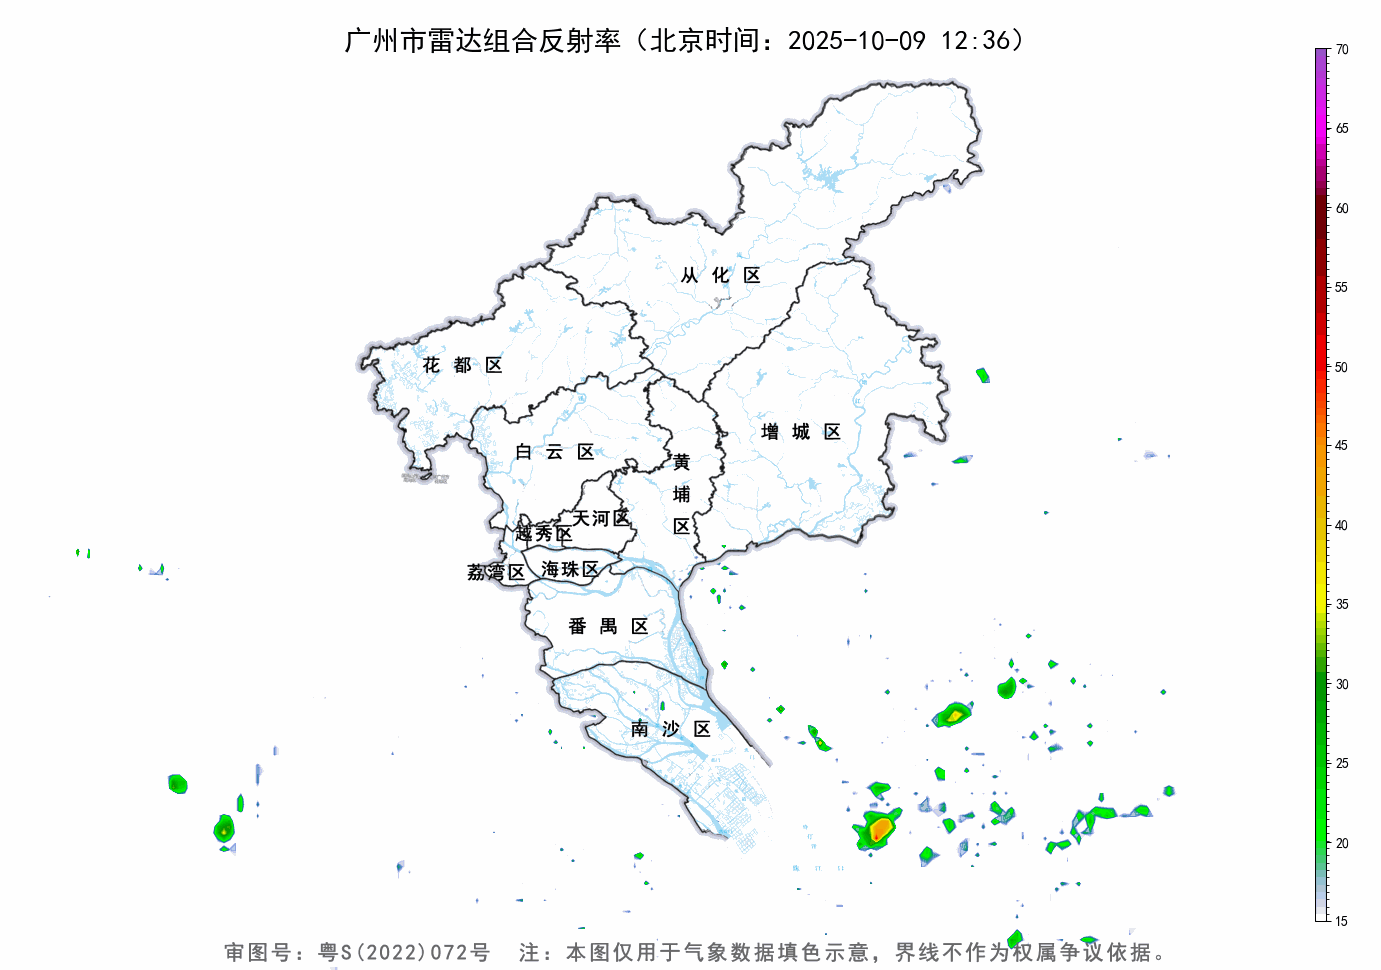 广州市雷达组合反射率（北京时间：2025-10-09 12:36）
70
65
60
55
50
45
40
35
30
25
20
15
从化区
花都区
增城区
白云区
黄埔区
天河区
越秀区
海珠区
荔湾区
番禺区
南沙区
审图号：粤S(2022)072号 注：本图仅用于气象数据填色示意，界线不作为权属争议依据。